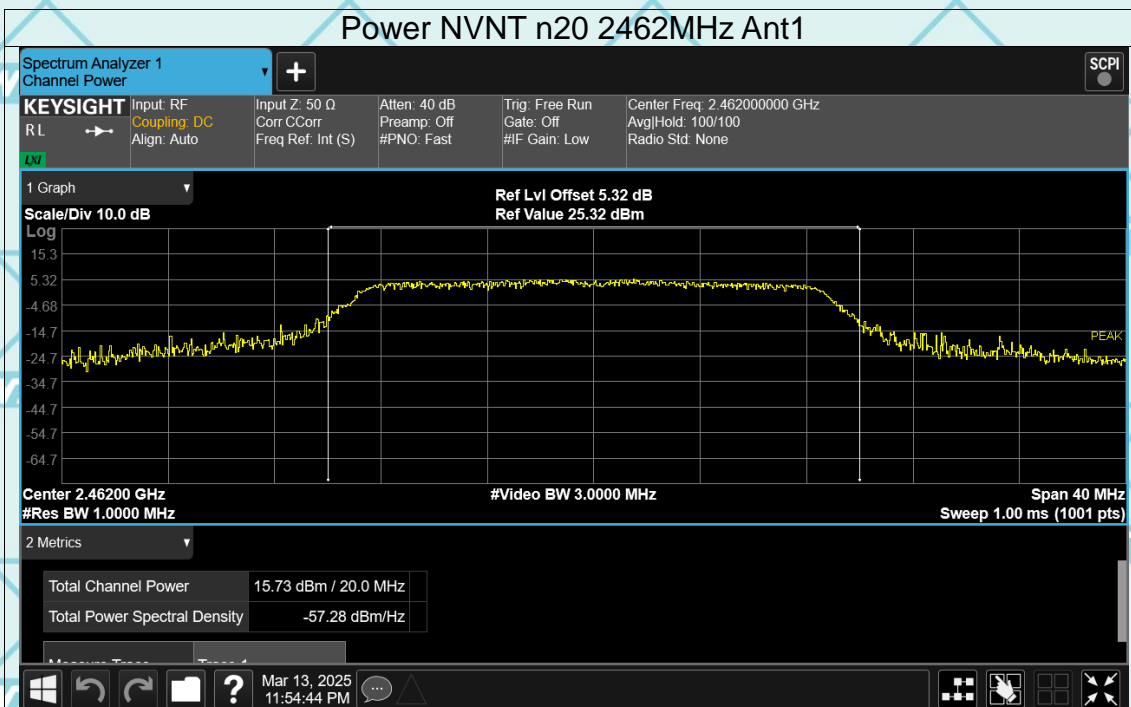 Power NVNT n20 2462MHz Ant1
Spectrum Analyzer 1
Channel Power
SCPI
KEYSIGHT
RL
LXI
Input: RF
Coupling: DC
Align: Auto
Input Z: 50 Ω
Corr CCorr
Freq Ref: Int (S)
Atten: 40 dB
Preamp: Off
#PNO: Fast
Trig: Free Run
Gate: Off
#IF Gain: Low
Center Freq: 2.462000000 GHz
Avg|Hold: 100/100
Radio Std: None
1 Graph
Scale/Div 10.0 dB
Ref Lvl Offset 5.32 dB
Ref Value 25.32 dBm
Log
15.3
5.32
-4.68
-14.7
-24.7
-34.7
-44.7
-54.7
-64.7
PEAK
Center 2.46200 GHz
#Res BW 1.0000 MHz
#Video BW 3.0000 MHz
Span 40 MHz
Sweep 1.00 ms (1001 pts)
2 Metrics
Total Channel Power 15.73 dBm / 20.0 MHz
Total Power Spectral Density -57.28 dBm/Hz
Mar 13, 2025
11:54:44 PM